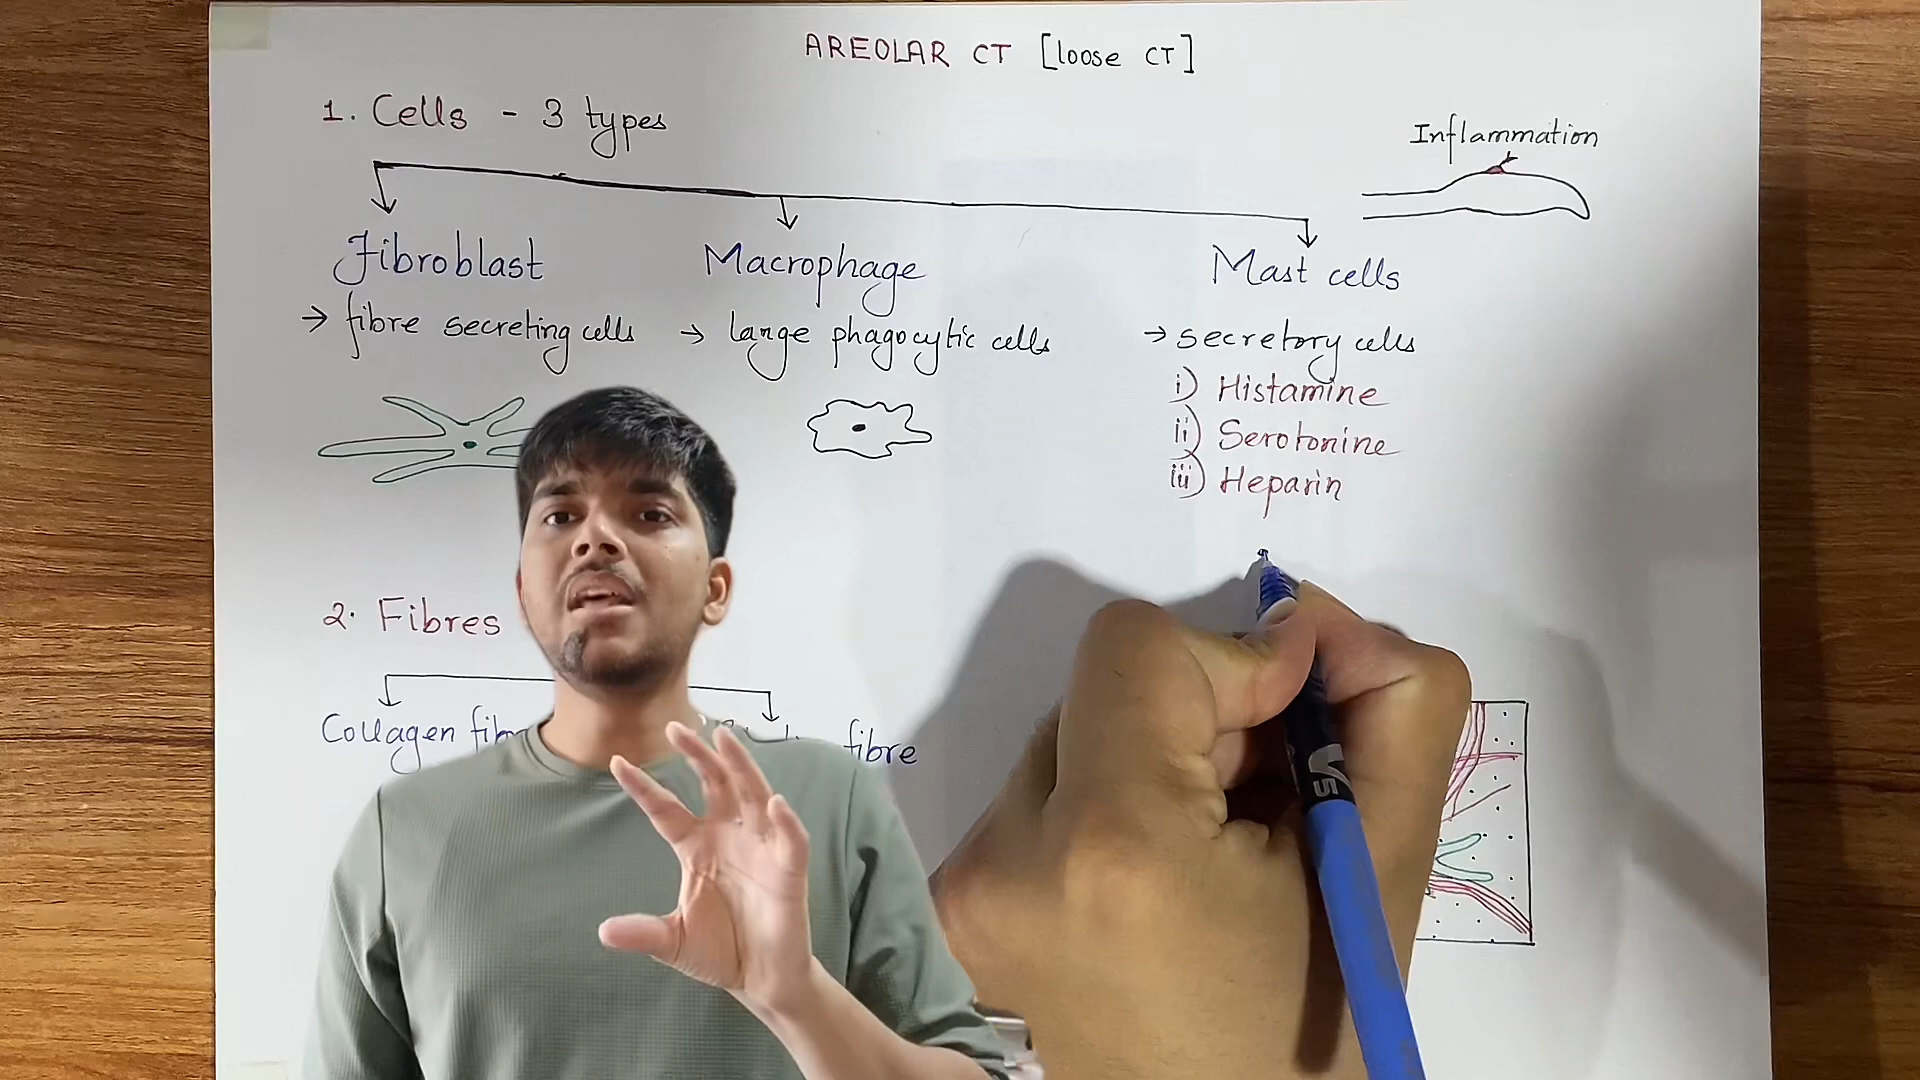 AREOLAR CT [loose CT]
1. Cells - 3 types
Inflammation
Fibroblast
Macrophage
Mast cells
→ fibre secreting cells
→ large phagocytic cells
→ secretory cells
i) Histamine
ii) Serotonine
iii) Heparin
2. Fibres
Collagen
fibre
V5